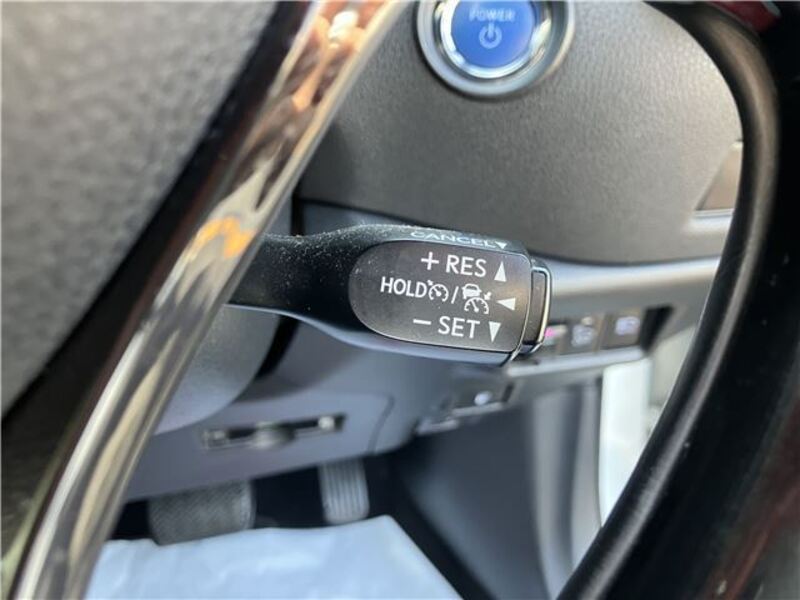 POWER
CANCEL
+ RES
HOLD /
− SET